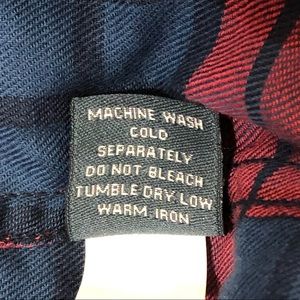 MACHINE WASH
COLD
SEPARATELY
DO NOT BLEACH
TUMBLE DRY LOW
WARM IRON